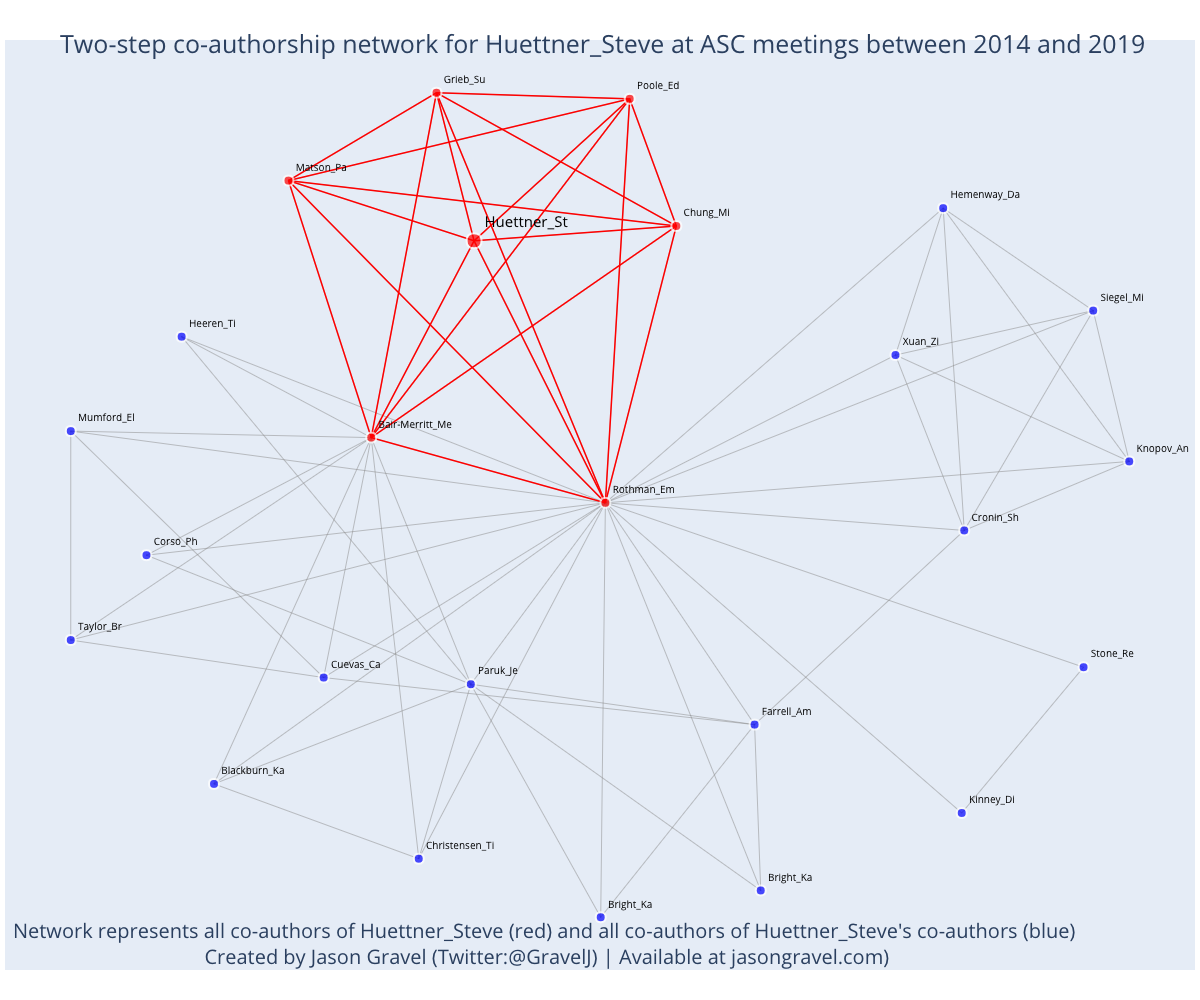 Two-step co-authorship network for Huettner_Steve at ASC meetings between 2014 and 2019
Grieb_Su
Poole_Ed
Matson_Pa
Hemenway_Da
Chung_Mi
Huettner_St
Siegel_Mi
Heeren_Ti
Xuan_Zi
Mumford_El
Bair-Merritt_Me
Knopov_An
Rothman_Em
Cronin_Sh
Corso_Ph
Taylor_Br
Stone_Re
Cuevas_Ca
Paruk_Je
Farrell_Am
Blackburn_Ka
Kinney_Di
Christensen_Ti
Bright_Ka
Bright_Ka
Network represents all co-authors of Huettner_Steve (red) and all co-authors of Huettner_Steve's co-authors (blue)
Created by Jason Gravel (Twitter:@GravelJ) | Available at jasongravel.com)